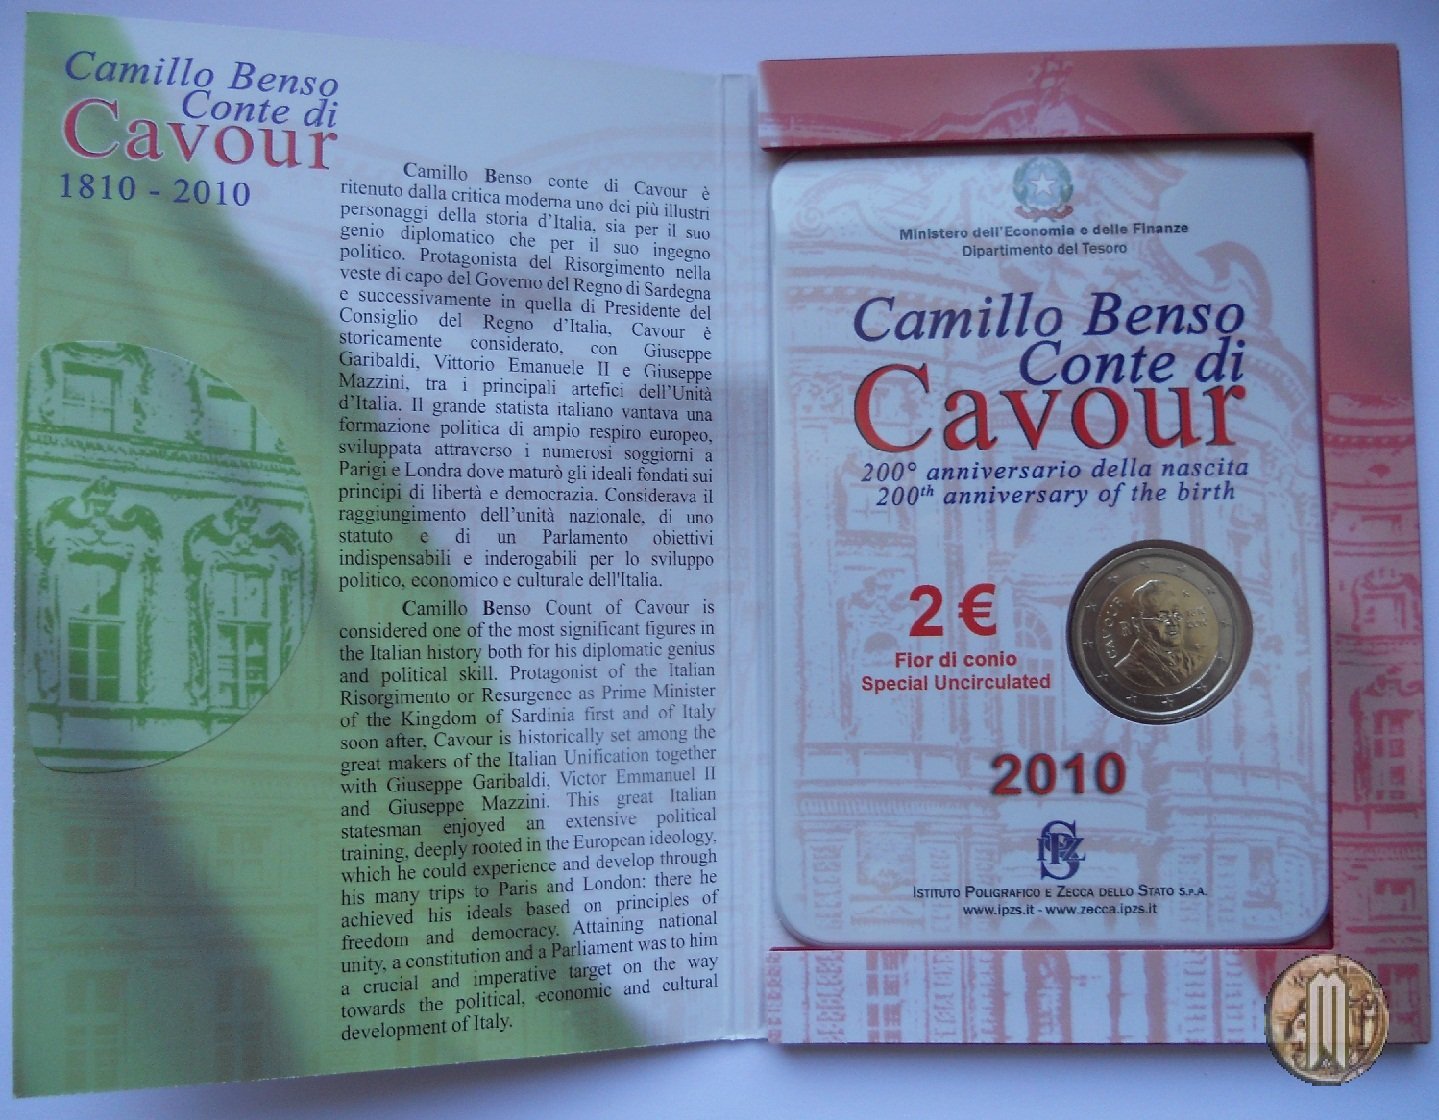 Camillo Benso
Conte di
Cavour
1810 - 2010
Camillo Benso conte di Cavour è
ritenuto dalla critica moderna uno dei più illustri
personaggi della storia d'Italia, sia per il suo
genio diplomatico che per il suo ingegno
politico. Protagonista del Risorgimento nella
veste di capo del Governo del Regno di Sardegna
e successivamente in quella di Presidente del
Consiglio del Regno d'Italia, Cavour è
storicamente considerato, con Giuseppe
Garibaldi, Vittorio Emanuele II e Giuseppe
Mazzini, tra i principali artefici dell'Unità
d'Italia. Il grande statista italiano vantava una
formazione politica di ampio respiro europeo,
sviluppata attraverso i numerosi soggiorni a
Parigi e Londra dove maturò gli ideali fondati sui
principi di libertà e democrazia. Considerava il
raggiungimento dell'unità nazionale, di uno
statuto e di un Parlamento obiettivi
indispensabili e inderogabili per lo sviluppo
politico, economico e culturale dell'Italia.
Camillo Benso Count of Cavour is
considered one of the most significant figures in
the Italian history both for his diplomatic genius
and political skill. Protagonist of the Italian
Risorgimento or Resurgence as Prime Minister
of the Kingdom of Sardinia first and of Italy
soon after, Cavour is historically set among the
great makers of the Italian Unification together
with Giuseppe Garibaldi, Victor Emmanuel II
and Giuseppe Mazzini. This great Italian
statesman enjoyed an extensive political
training, deeply rooted in the European ideology,
which he could experience and develop through
his many trips to Paris and London: there he
achieved his ideals based on principles of
freedom and democracy. Attaining national
unity, a constitution and a Parliament was to him
a crucial and imperative target on the way
towards the political, economic and cultural
development of Italy.
Ministero dell'Economia e delle Finanze
Dipartimento del Tesoro
Camillo Benso
Conte di
Cavour
200° anniversario della nascita
200th anniversary of the birth
2 €
Fior di conio
Special Uncirculated
CAVOUR
2010
IPZS
ISTITUTO POLIGRAFICO E ZECCA DELLO STATO S.P.A.
www.ipzs.it - www.zecca.ipzs.it